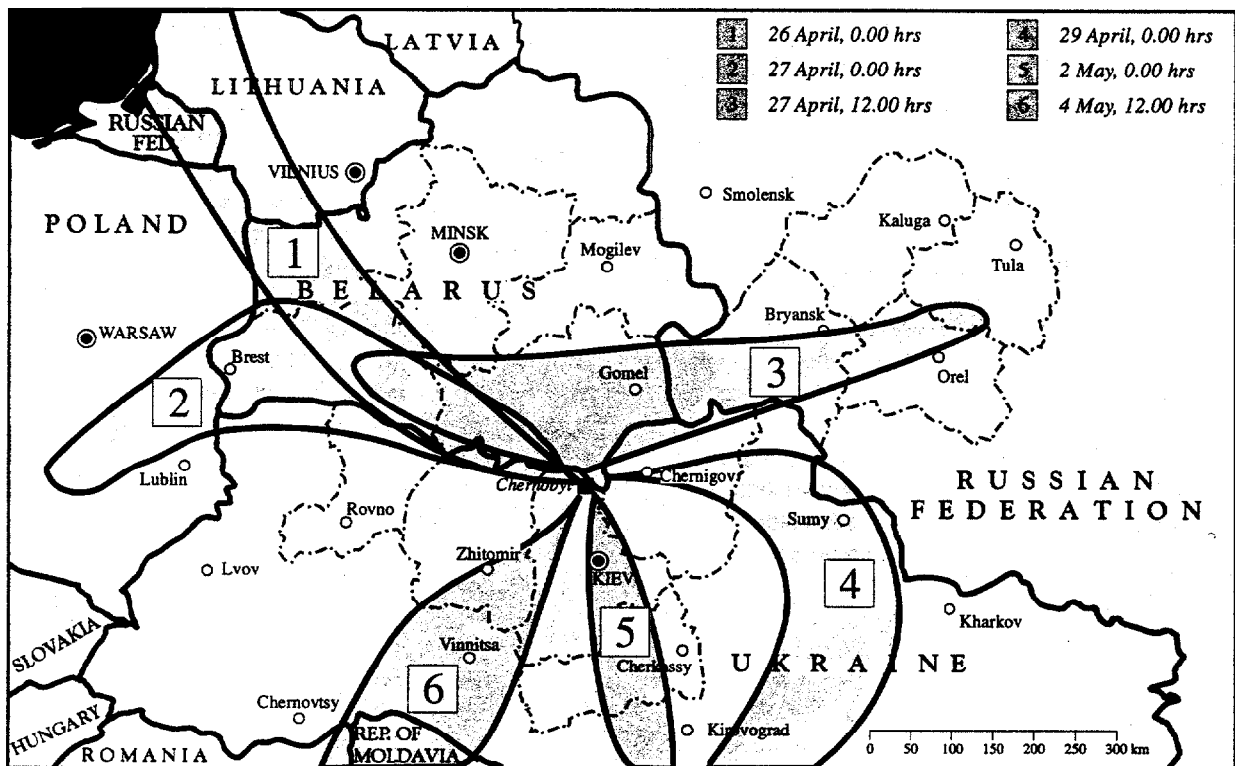 1 26 April, 0.00 hrs
2 27 April, 0.00 hrs
3 27 April, 12.00 hrs
4 29 April, 0.00 hrs
5 2 May, 0.00 hrs
6 4 May, 12.00 hrs
LATVIA
LITHUANIA
RUSSIAN
FED.
VILNIUS
Smolensk
POLAND
MINSK
Mogilev
Kaluga
Tula
1
BELARUS
WARSAW
Bryansk
Brest
2
Gomel
3
Orel
Lublin
Chernobyl
Chernigov
RUSSIAN
FEDERATION
Rovno
Sumy
Zhitomir
Lvov
KIEV
4
Kharkov
SLOVAKIA
5
Vinnitsa
Cherkassy
UKRAINE
6
Chernovtsy
HUNGARY
ROMANIA
REP. OF
MOLDAVIA
Kirovograd
0 50 100 150 200 250 300 km